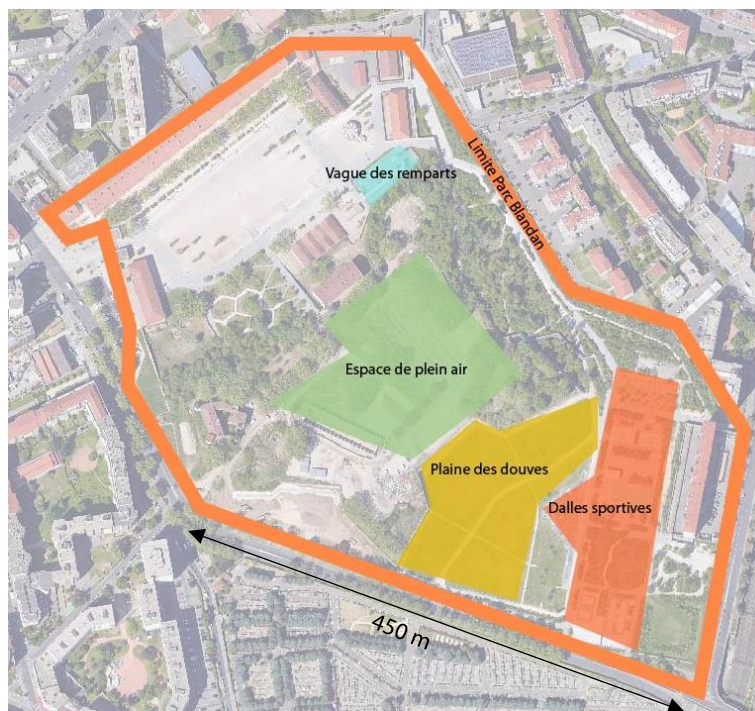 Vague des remparts
Limite Parc Blandan
Espace de plein air
Plaine des douves
Dalles sportives
450 m